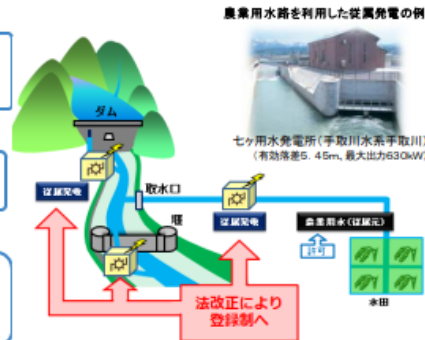 農業用水路を利用した従属発電の例
七ヶ用水発電所(手取川水系手取川)
(有効落差5.45m、最大出力630kW)
ダム
従属発電
取水口
従属発電
農業用水(従属元)
堰
許可
水田
法改正により
登録制へ